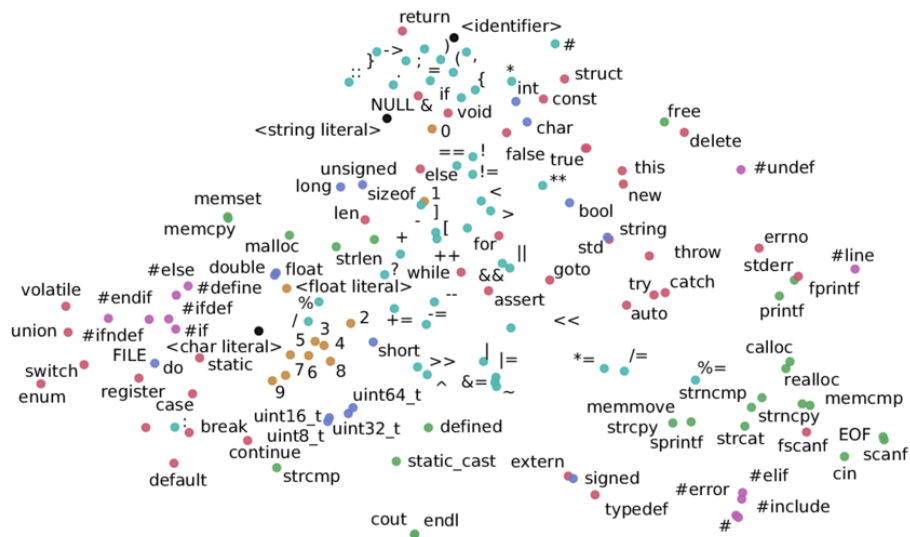 return
<identifier>
#
} -> ; ) ( ,
:: . = {
* int
struct
const
NULL & if void
<string literal>
0
char
free
delete
false true
== !
unsigned
long
else !=
sizeof 1
**
this
new
#undef
memset
memcpy
len
]
<
>
bool
string
- [
malloc
strlen
+
for
std
throw
errno
stderr
#line
++
||
#else
double float
?
while &&
goto
try catch
fprintf
volatile
#endif
#define
<float literal>
assert
auto
printf
#ifdef
%
--
union
#ifndef
#if
/
2
+= -=
<<
<char literal>
5 3
4
FILE do
static
short
>> | |=
*= /=
calloc
switch
7 6 8
%=
realloc
enum
register
9
^ &= ~
strncmp
memcmp
case
uint64_t
memmove
strncpy
uint16_t
strcpy
: break
uint8_t uint32_t
defined
sprintf
strcat
fscanf
EOF
scanf
continue
cin
default
strcmp
static_cast
extern signed
#error
#elif
typedef
#include
#
cout endl